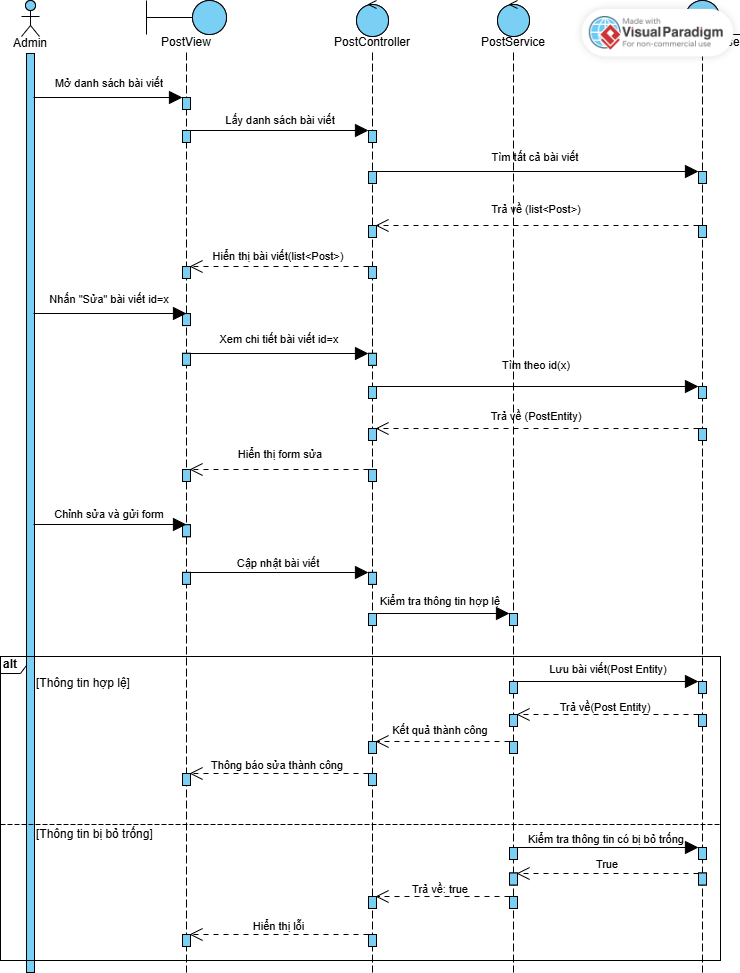 Made with
VisualParadigm
For non-commercial use
Admin
PostView
PostController
PostService
Mở danh sách bài viết
Lấy danh sách bài viết
Tìm tất cả bài viết
Trả về (list<Post>)
Hiển thị bài viết(list<Post>)
Nhấn "Sửa" bài viết id=x
Xem chi tiết bài viết id=x
Tìm theo id(x)
Trả về (PostEntity)
Hiển thị form sửa
Chỉnh sửa và gửi form
Cập nhật bài viết
Kiểm tra thông tin hợp lệ
alt
[Thông tin hợp lệ]
Lưu bài viết(Post Entity)
Trả về(Post Entity)
Kết quả thành công
Thông báo sửa thành công
[Thông tin bị bỏ trống]
Kiểm tra thông tin có bị bỏ trống
True
Trả về: true
Hiển thị lỗi